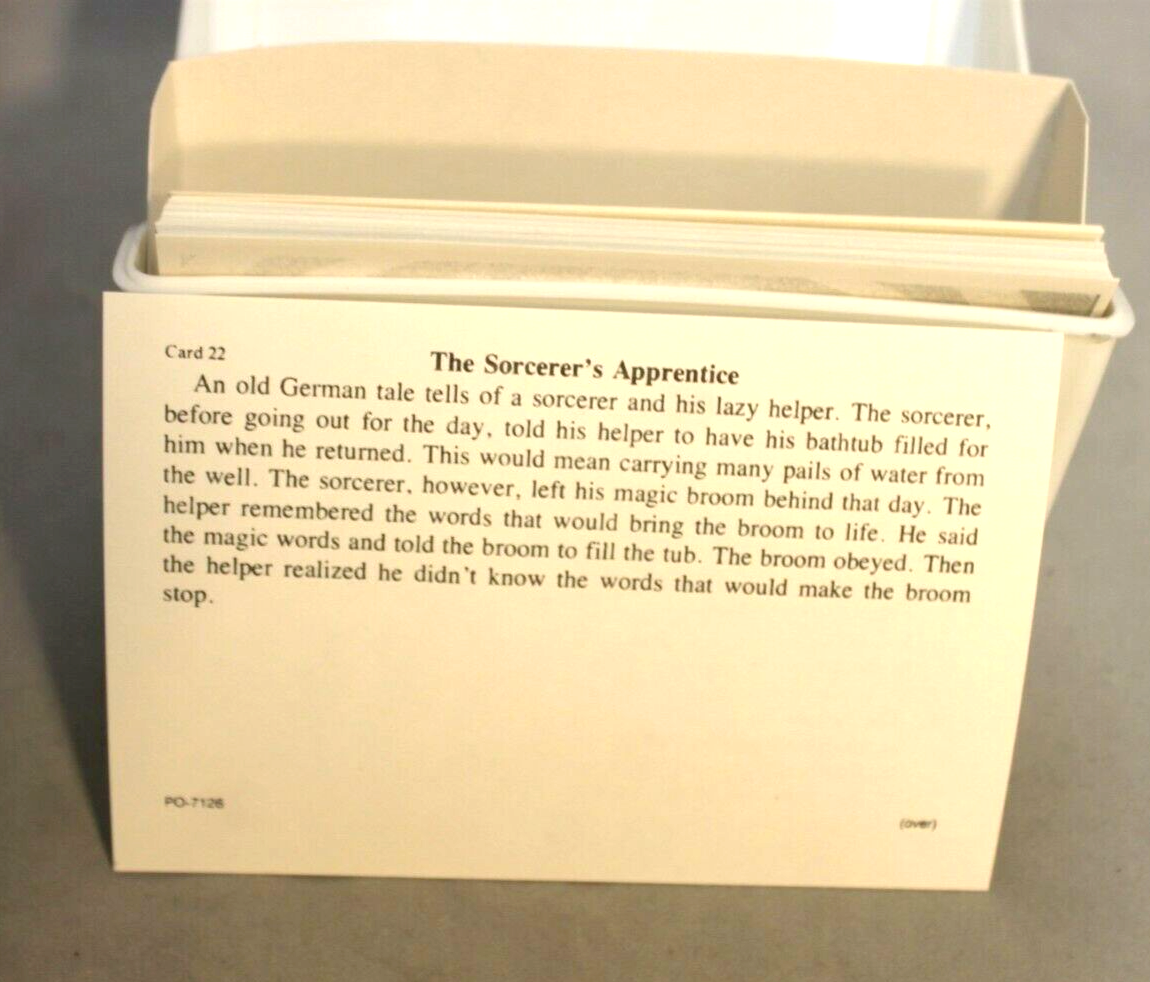 Card 22
The Sorcerer's Apprentice
An old German tale tells of a sorcerer and his lazy helper. The sorcerer,
before going out for the day, told his helper to have his bathtub filled for
him when he returned. This would mean carrying many pails of water from
the well. The sorcerer, however, left his magic broom behind that day. The
helper remembered the words that would bring the broom to life. He said
the magic words and told the broom to fill the tub. The broom obeyed. Then
the helper realized he didn't know the words that would make the broom
stop.
PO-7126
(over)